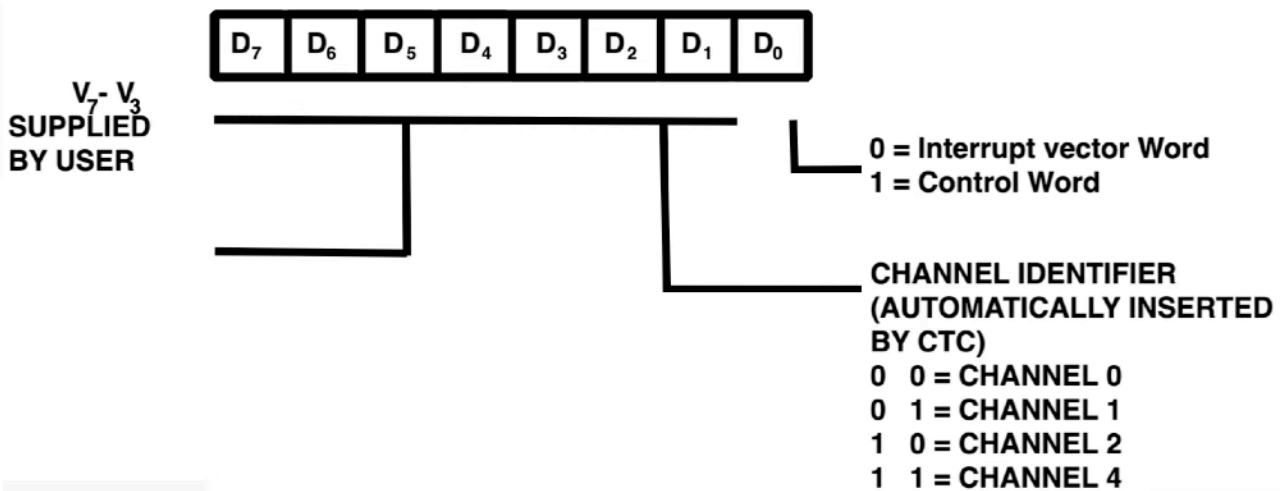 D7 D6 D5 D4 D3 D2 D1 D0
V7- V3
SUPPLIED
BY USER
0 = Interrupt vector Word
1 = Control Word
CHANNEL IDENTIFIER
(AUTOMATICALLY INSERTED
BY CTC)
0 0 = CHANNEL 0
0 1 = CHANNEL 1
1 0 = CHANNEL 2
1 1 = CHANNEL 4